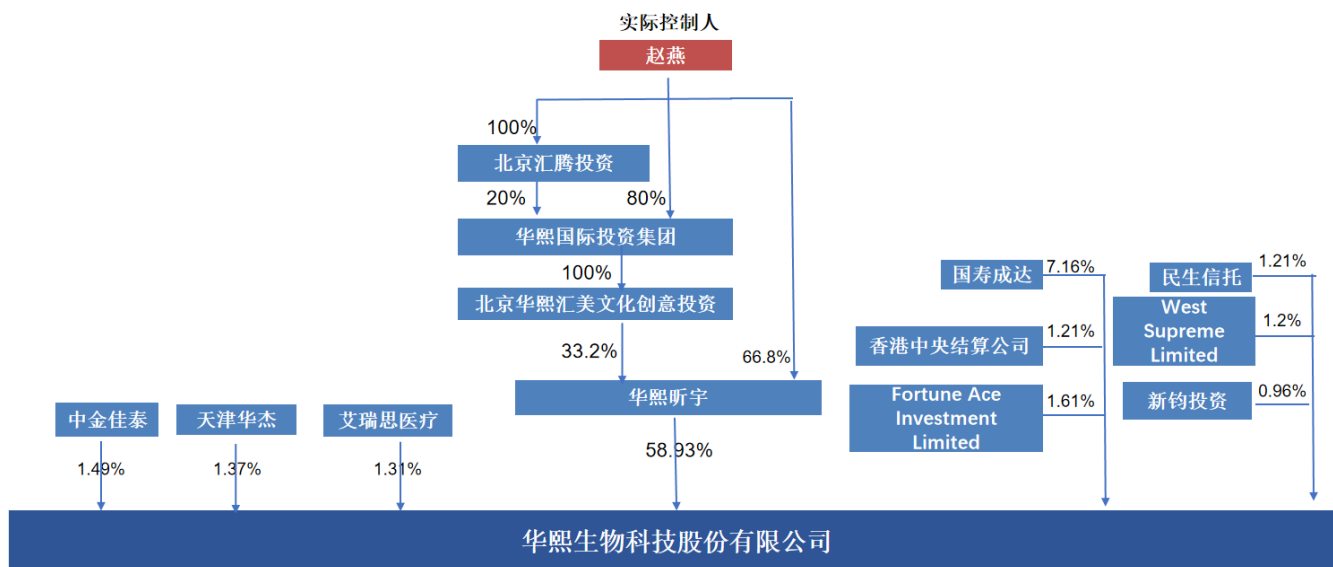 实际控制人
赵燕
100%
北京汇腾投资
20%
80%
华熙国际投资集团
100%
北京华熙汇美文化创意投资
33.2%
66.8%
华熙昕宇
58.93%
中金佳泰
1.49%
天津华杰
1.37%
艾瑞思医疗
1.31%
国寿成达
7.16%
香港中央结算公司
1.21%
Fortune Ace
Investment
Limited
1.61%
民生信托
1.21%
West
Supreme
Limited
1.2%
新钧投资
0.96%
华熙生物科技股份有限公司